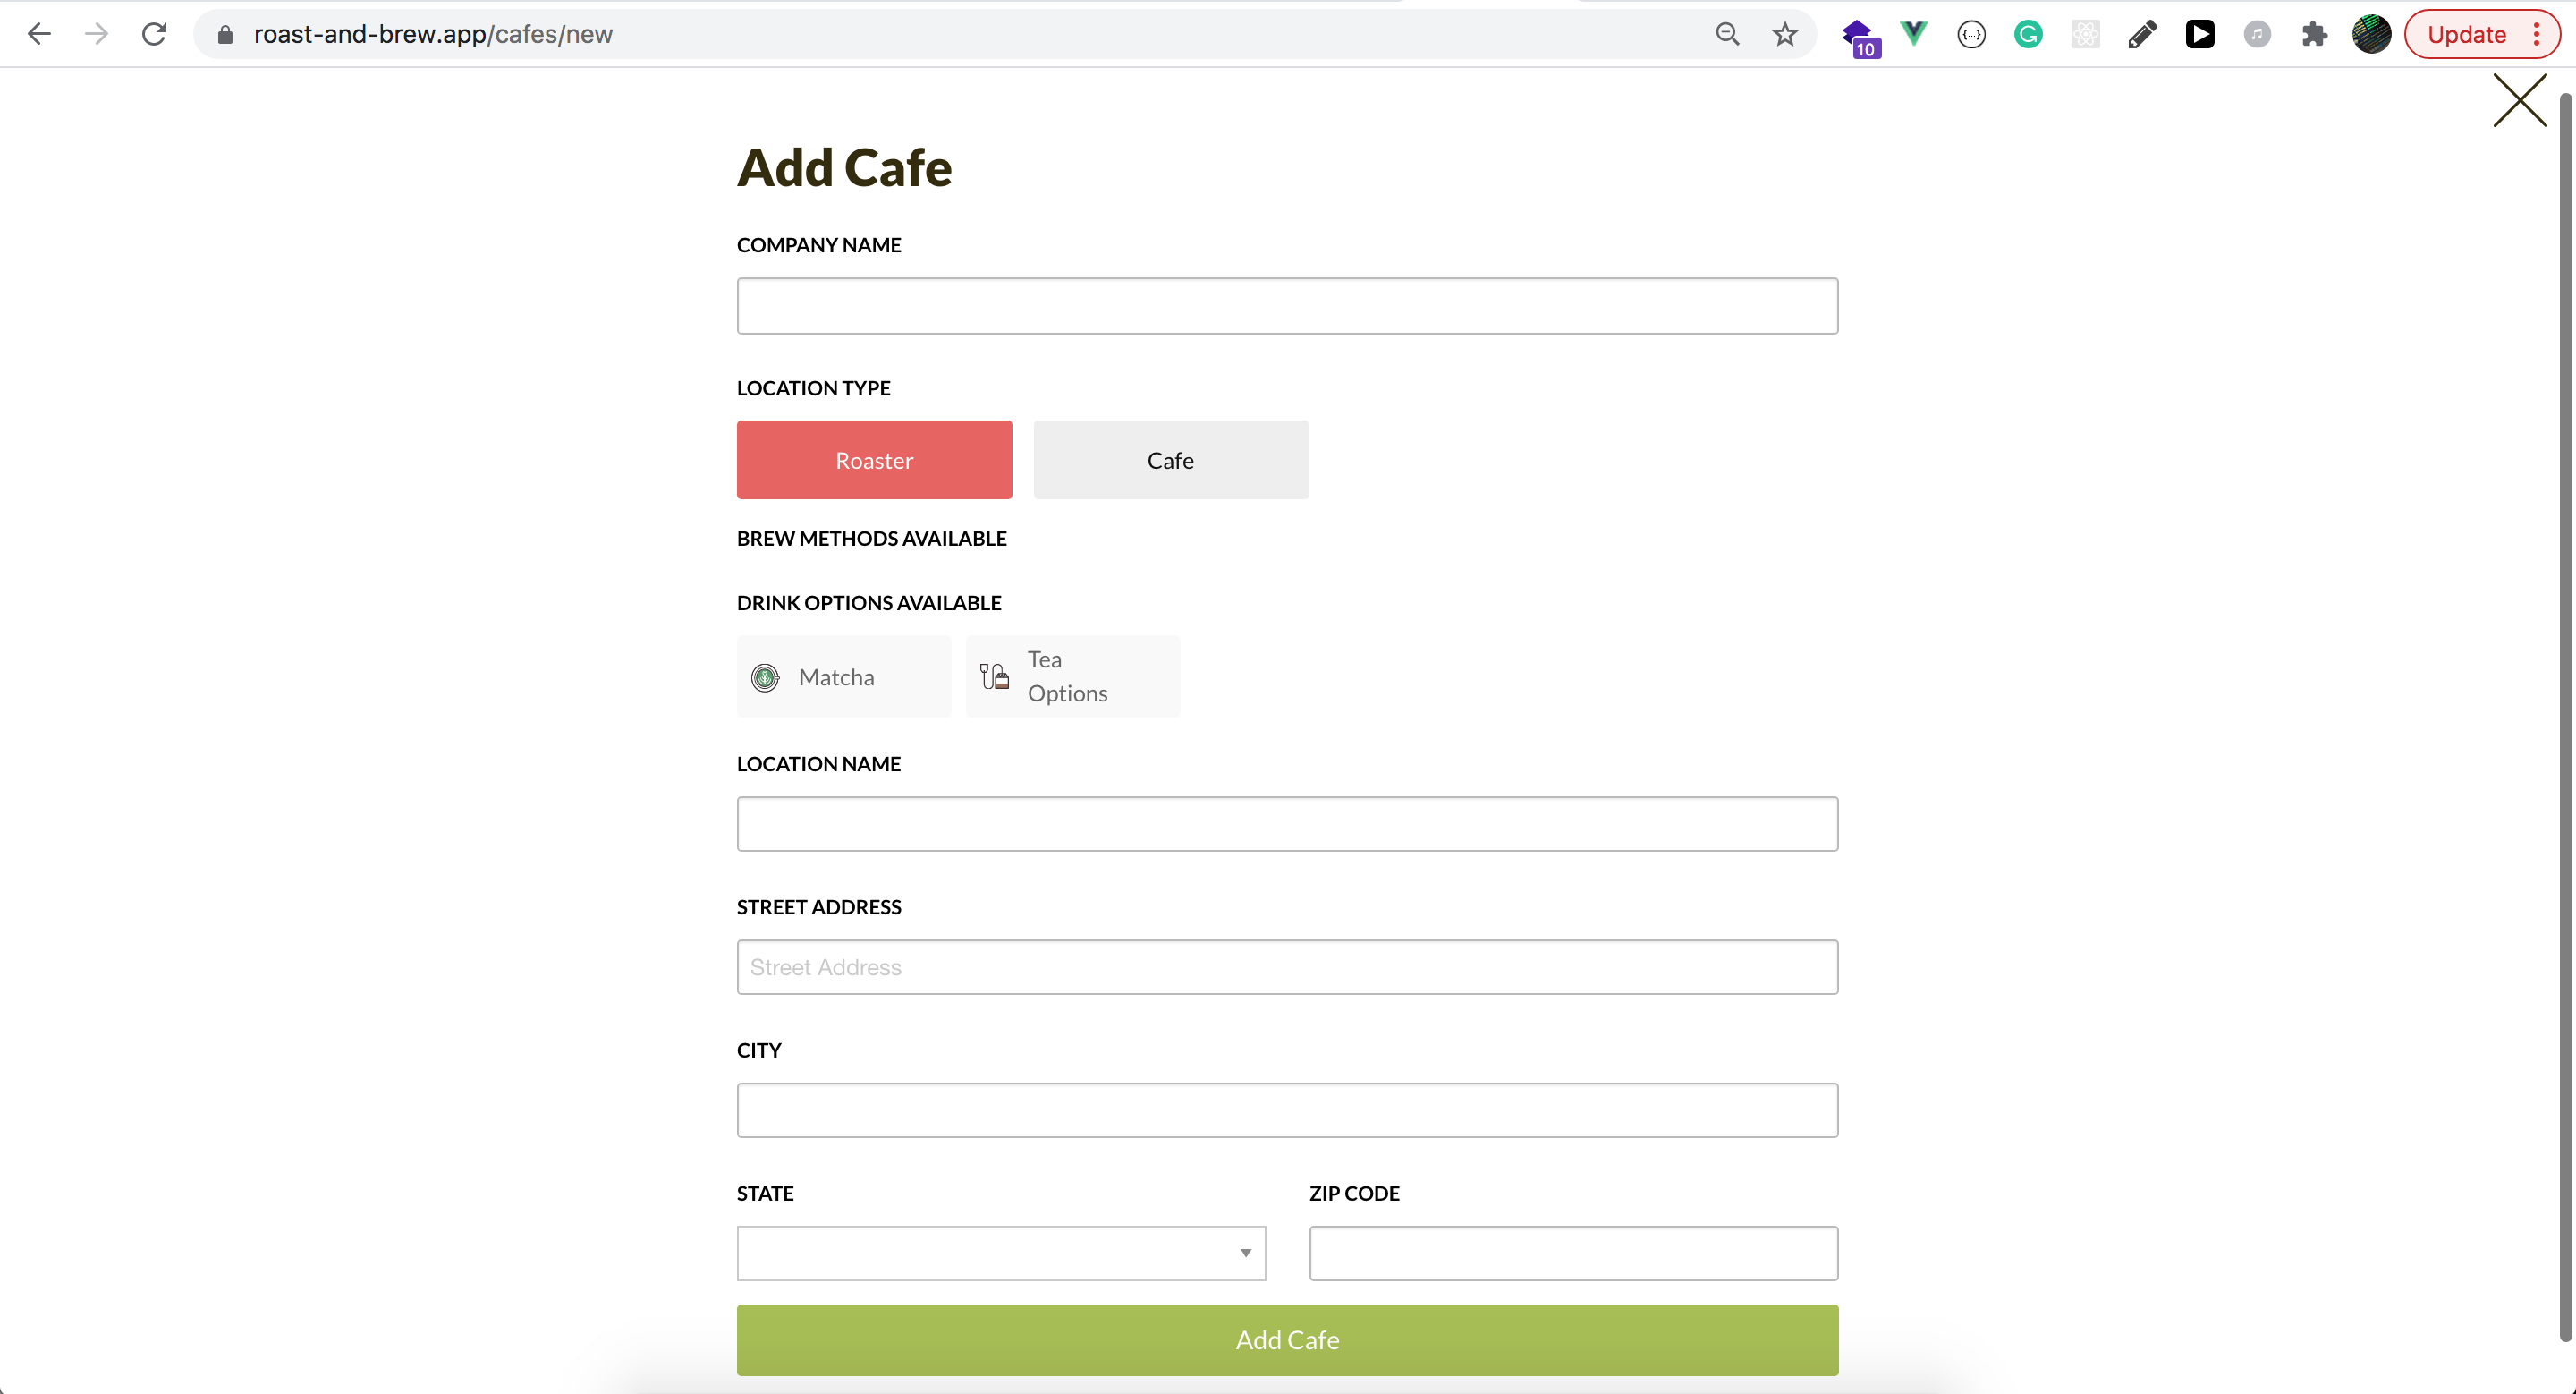 roast-and-brew.app/cafes/new
10
Update
Add Cafe
COMPANY NAME
LOCATION TYPE
Roaster
Cafe
BREW METHODS AVAILABLE
DRINK OPTIONS AVAILABLE
Matcha
Tea
Options
LOCATION NAME
STREET ADDRESS
Street Address
CITY
STATE
ZIP CODE
Add Cafe